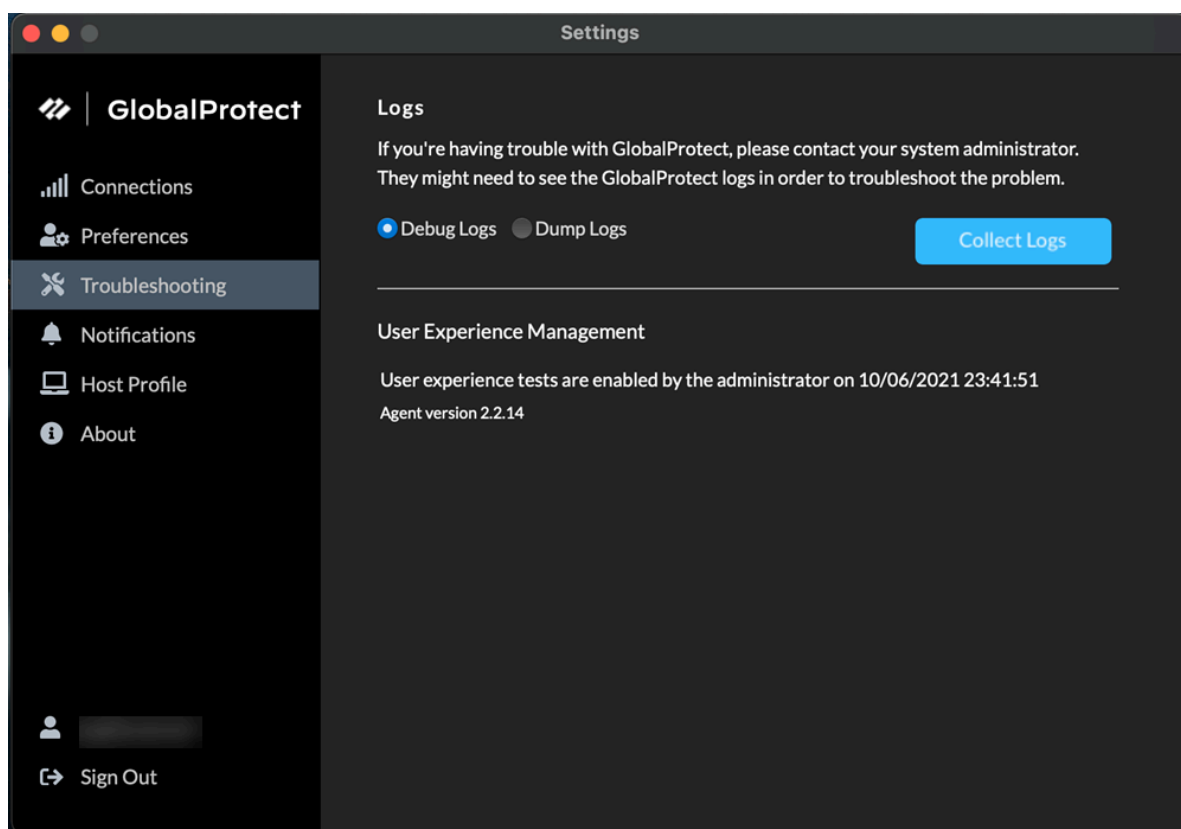 Settings
GlobalProtect
Connections
Preferences
Troubleshooting
Notifications
Host Profile
About
Sign Out
Logs
If you're having trouble with GlobalProtect, please contact your system administrator.
They might need to see the GlobalProtect logs in order to troubleshoot the problem.
Debug Logs Dump Logs
Collect Logs
User Experience Management
User experience tests are enabled by the administrator on 10/06/2021 23:41:51
Agent version 2.2.14